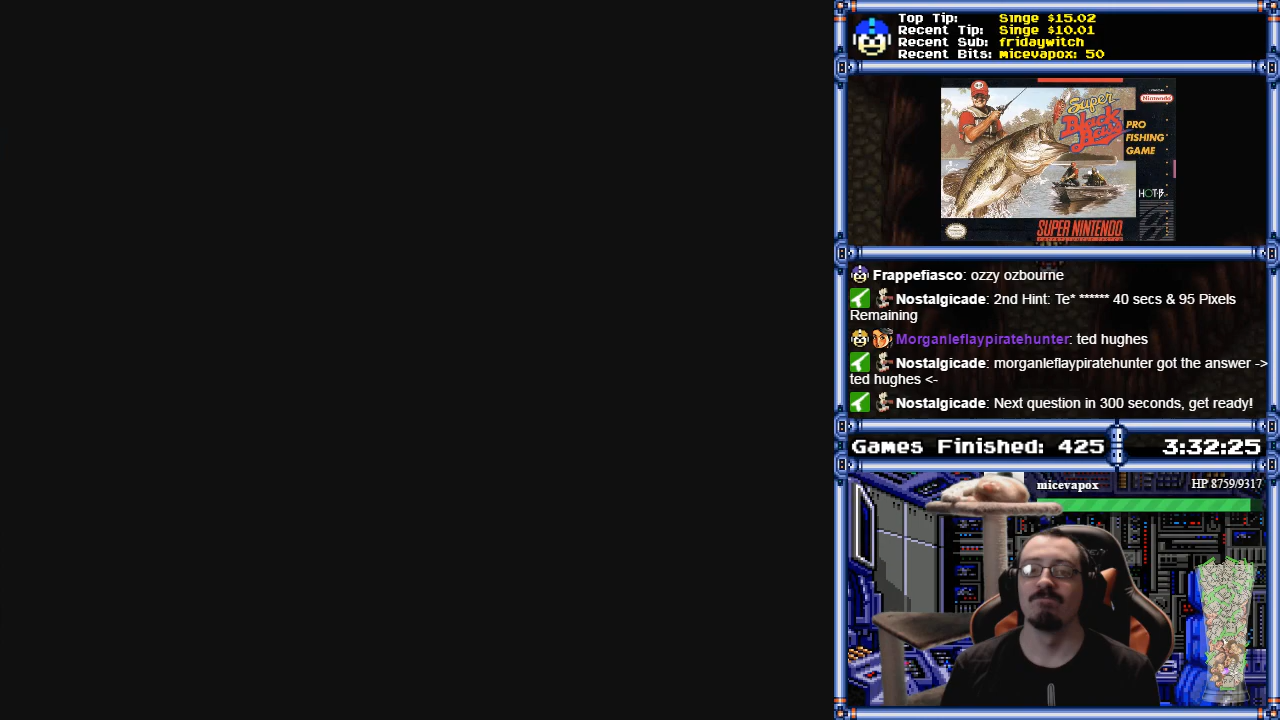 Top Tip: Singe $15.02
Recent Tip: Singe $10.01
Recent Sub: fridaywitch
Recent Bits: micevapox: 50
Super
Black
Bass
Nintendo
PRO
FISHING
GAME
HOT·B
SUPER NINTENDO
Frappefiasco: ozzy ozbourne
Nostalgicade: 2nd Hint: Te* ****** 40 secs & 95 Pixels
Remaining
Morganleflaypiratehunter: ted hughes
Nostalgicade: morganleflaypiratehunter got the answer ->
ted hughes <-
Nostalgicade: Next question in 300 seconds, get ready!
Games Finished: 425 3:32:25
micevapox HP 8759/9317